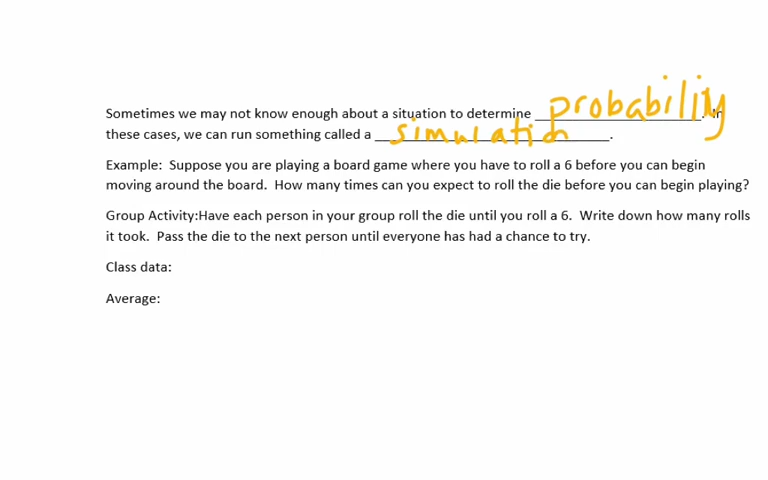 Sometimes we may not know enough about a situation to determine probability. In
these cases, we can run something called a simulation.
Example:  Suppose you are playing a board game where you have to roll a 6 before you can begin
moving around the board.  How many times can you expect to roll the die before you can begin playing?
Group Activity:Have each person in your group roll the die until you roll a 6.  Write down how many rolls
it took.  Pass the die to the next person until everyone has had a chance to try.
Class data:
Average: